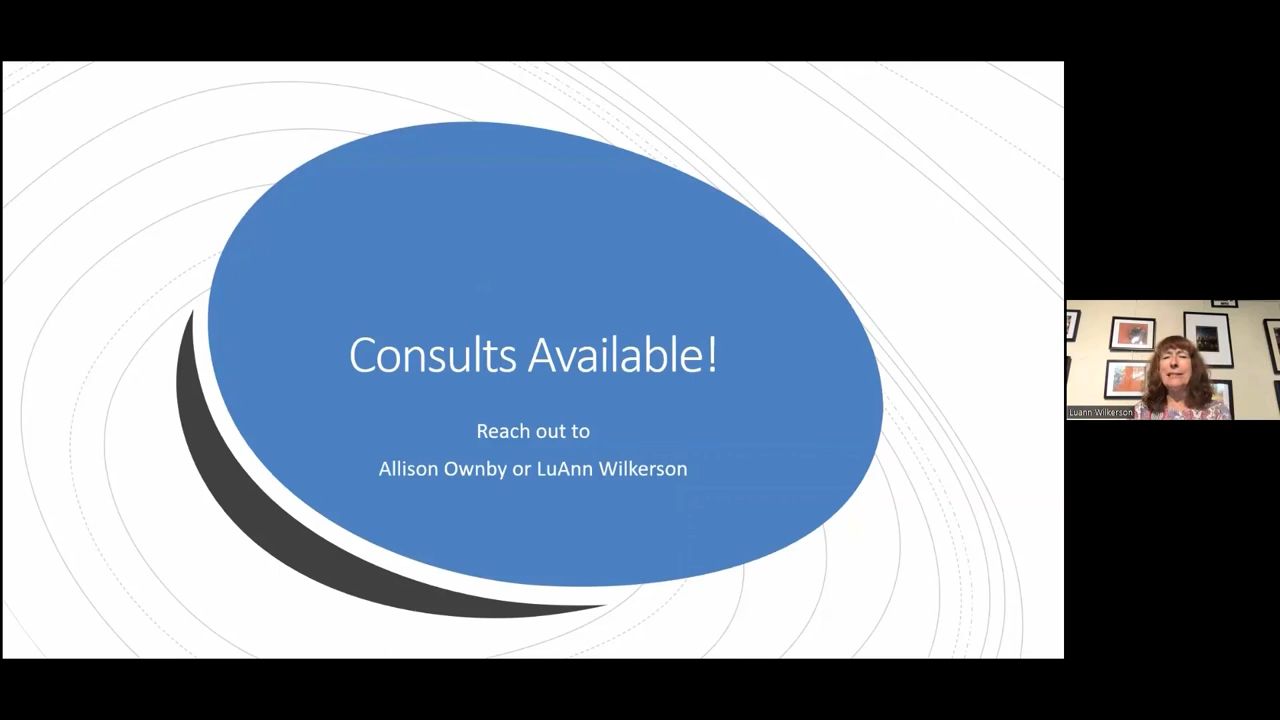 Consults Available!
Reach out to
Allison Ownby or LuAnn Wilkerson
Luann Wilkerson